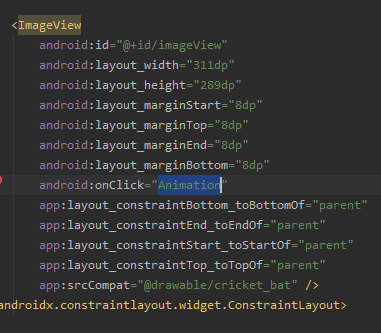 <ImageView
android:id="@+id/imageView"
android:layout_width="311dp"
android:layout_height="289dp"
android:layout_marginStart="8dp"
android:layout_marginTop="8dp"
android:layout_marginEnd="8dp"
android:layout_marginBottom="8dp"
android:onClick="Animation"
app:layout_constraintBottom_toBottomOf="parent"
app:layout_constraintEnd_toEndOf="parent"
app:layout_constraintStart_toStartOf="parent"
app:layout_constraintTop_toTopOf="parent"
app:srcCompat="@drawable/cricket_bat" />
androidx.constraintlayout.widget.ConstraintLayout>